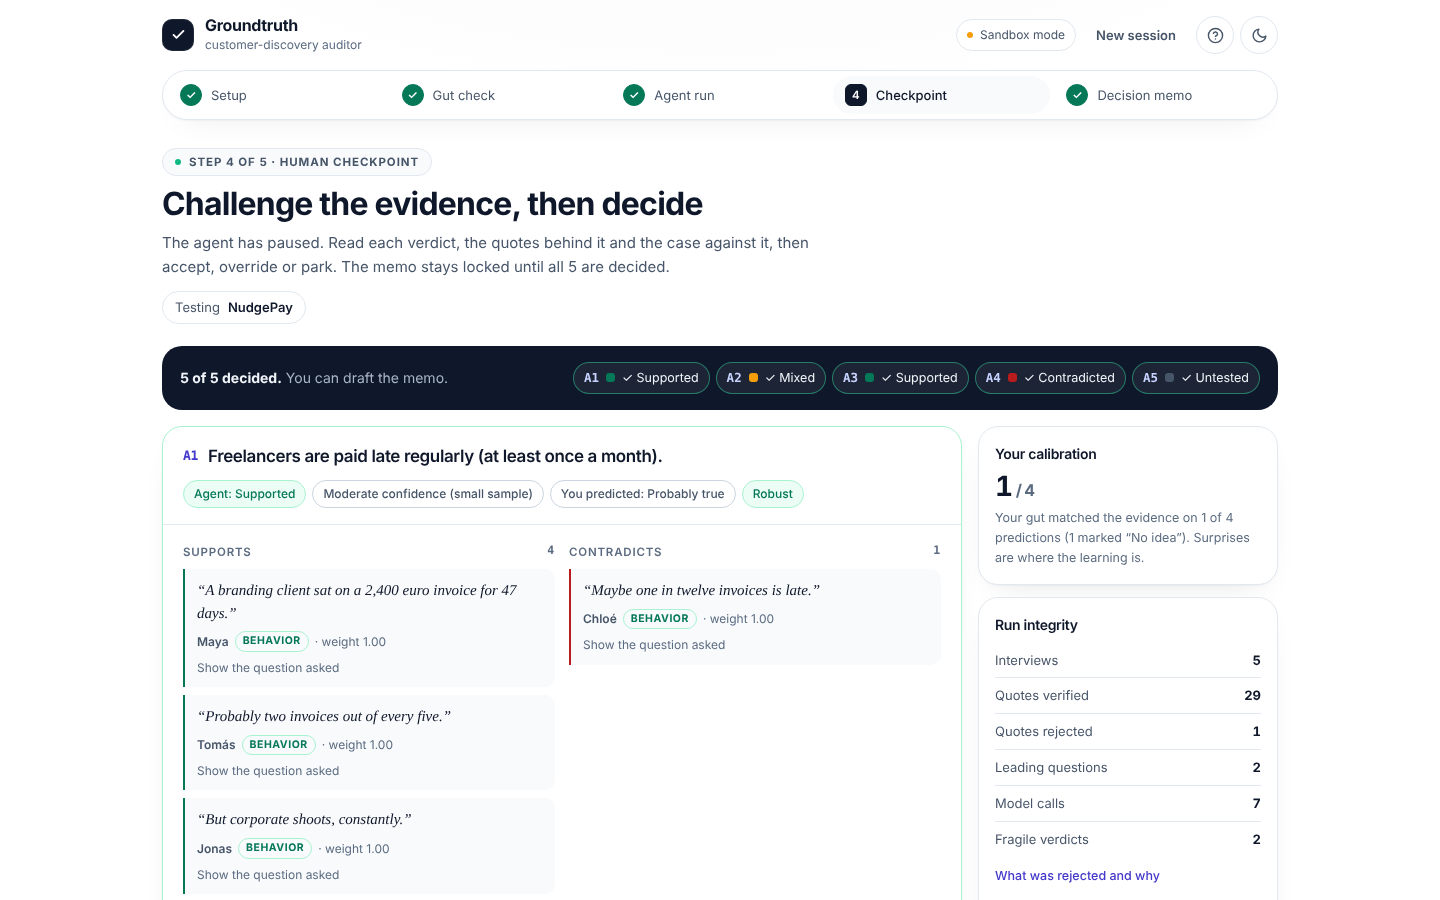 Groundtruth
customer-discovery auditor
Sandbox mode
New session
Setup
Gut check
Agent run
4 Checkpoint
Decision memo
STEP 4 OF 5 · HUMAN CHECKPOINT
Challenge the evidence, then decide
The agent has paused. Read each verdict, the quotes behind it and the case against it, then
accept, override or park. The memo stays locked until all 5 are decided.
Testing NudgePay
5 of 5 decided. You can draft the memo.
A1 ✓ Supported
A2 ✓ Mixed
A3 ✓ Supported
A4 ✓ Contradicted
A5 ✓ Untested
A1 Freelancers are paid late regularly (at least once a month).
Agent: Supported
Moderate confidence (small sample)
You predicted: Probably true
Robust
SUPPORTS 4
“A branding client sat on a 2,400 euro invoice for 47
days.”
Maya BEHAVIOR · weight 1.00
Show the question asked
“Probably two invoices out of every five.”
Tomás BEHAVIOR · weight 1.00
Show the question asked
“But corporate shoots, constantly.”
Jonas BEHAVIOR · weight 1.00
Show the question asked
CONTRADICTS 1
“Maybe one in twelve invoices is late.”
Chloé BEHAVIOR · weight 1.00
Show the question asked
Your calibration
1 / 4
Your gut matched the evidence on 1 of 4
predictions (1 marked “No idea”). Surprises
are where the learning is.
Run integrity
Interviews 5
Quotes verified 29
Quotes rejected 1
Leading questions 2
Model calls 7
Fragile verdicts 2
What was rejected and why